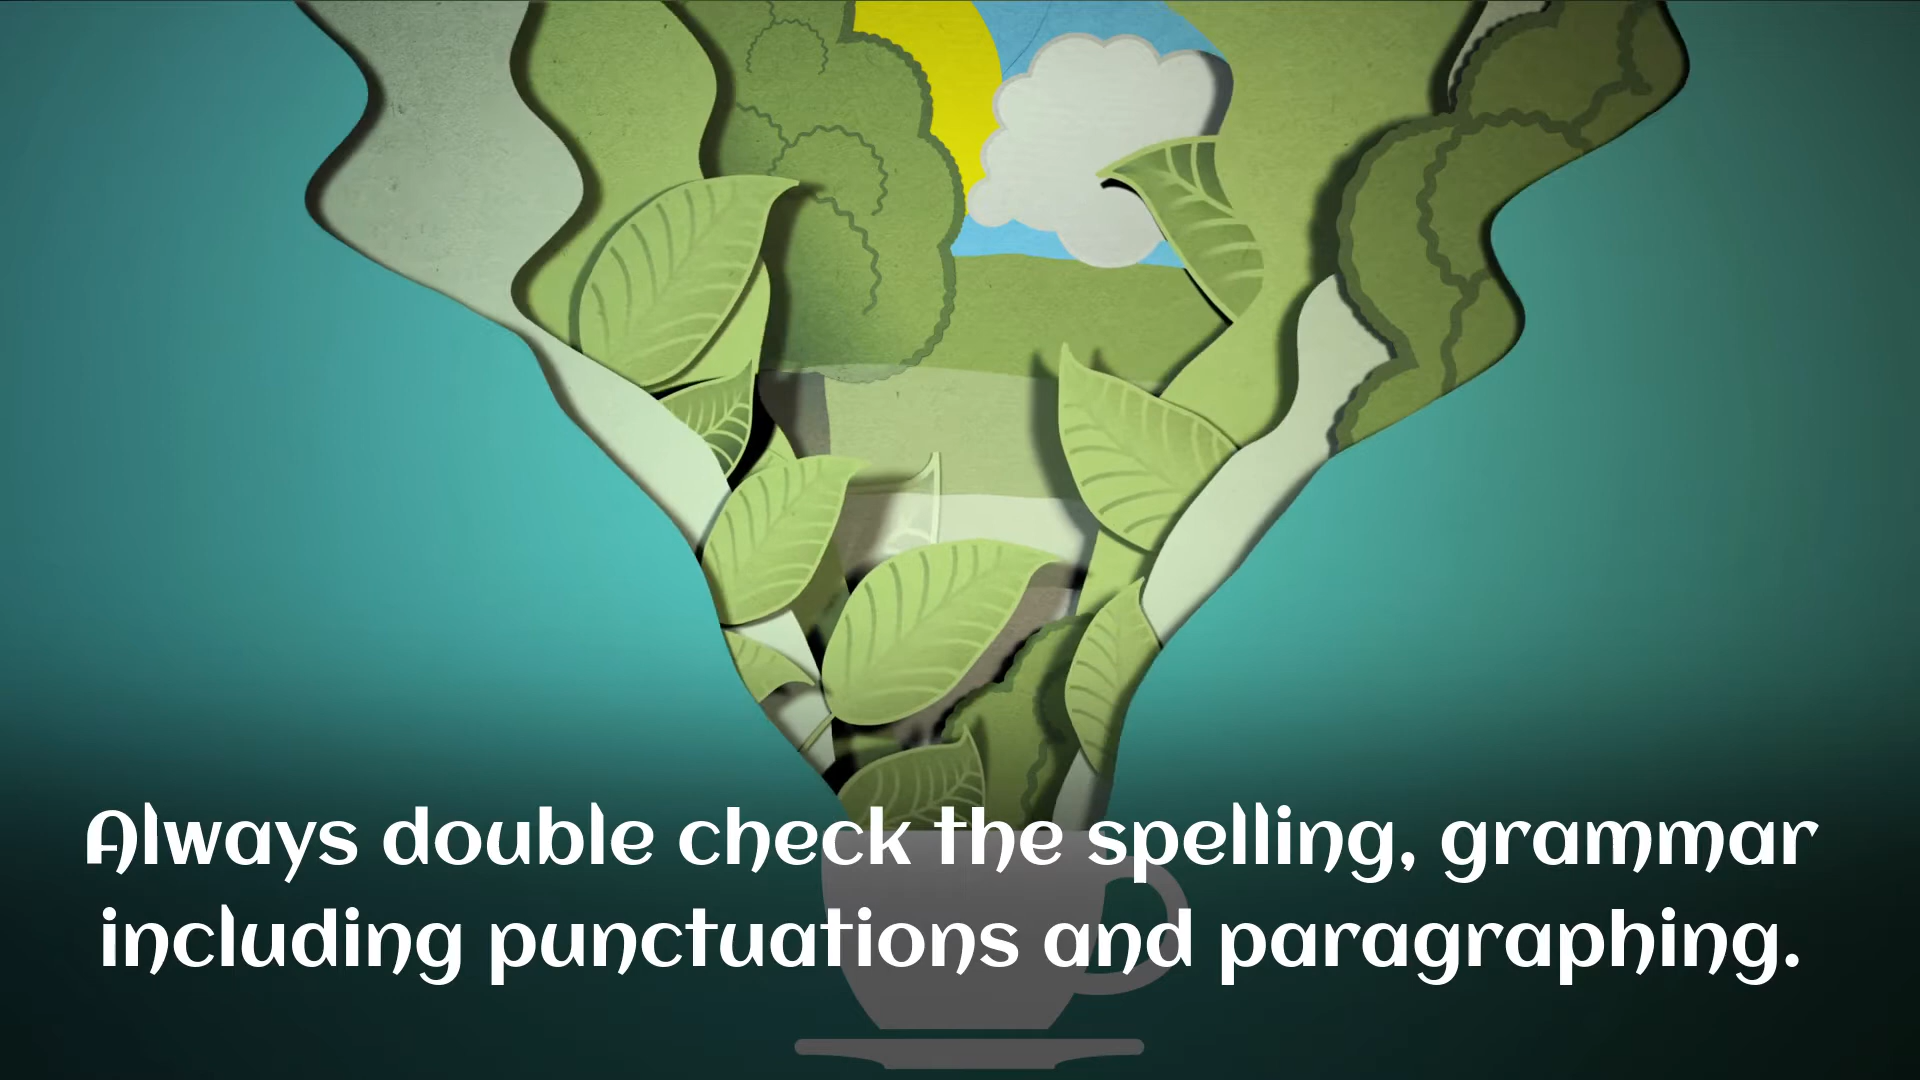 Always double check the spelling, grammar
including punctuations and paragraphing.